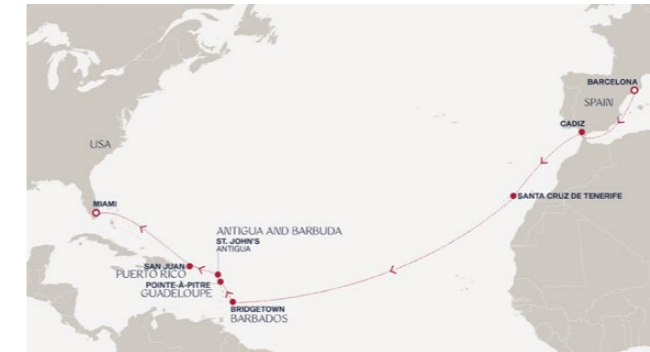 BARCELONA
SPAIN
CADIZ
USA
SANTA CRUZ DE TENERIFE
MIAMI
ANTIGUA AND BARBUDA
ST. JOHN'S
ANTIGUA
SAN JUAN
PUERTO RICO
POINTE-À-PITRE
GUADELOUPE
BRIDGETOWN
BARBADOS